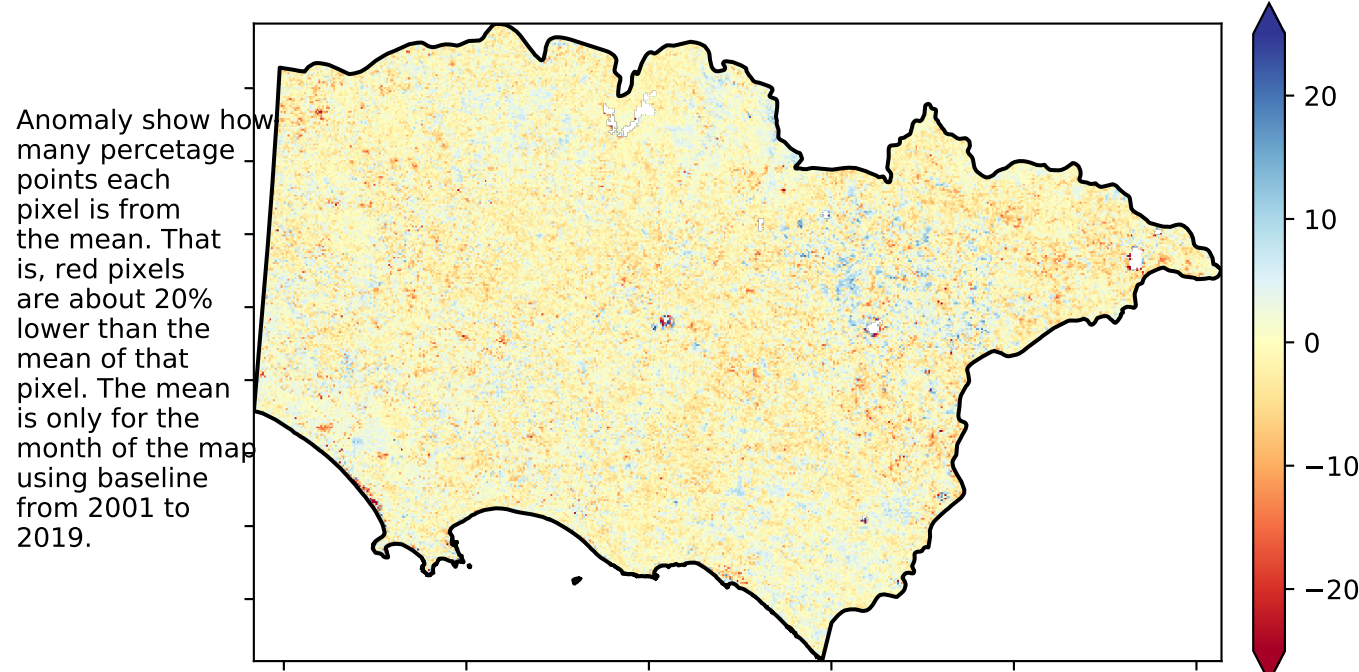 Anomaly show how
many percetage
points each
pixel is from
the mean. That
is, red pixels
are about 20%
lower than the
mean of that
pixel. The mean
is only for the
month of the map
using baseline
from 2001 to
2019.
20
10
0
−10
−20